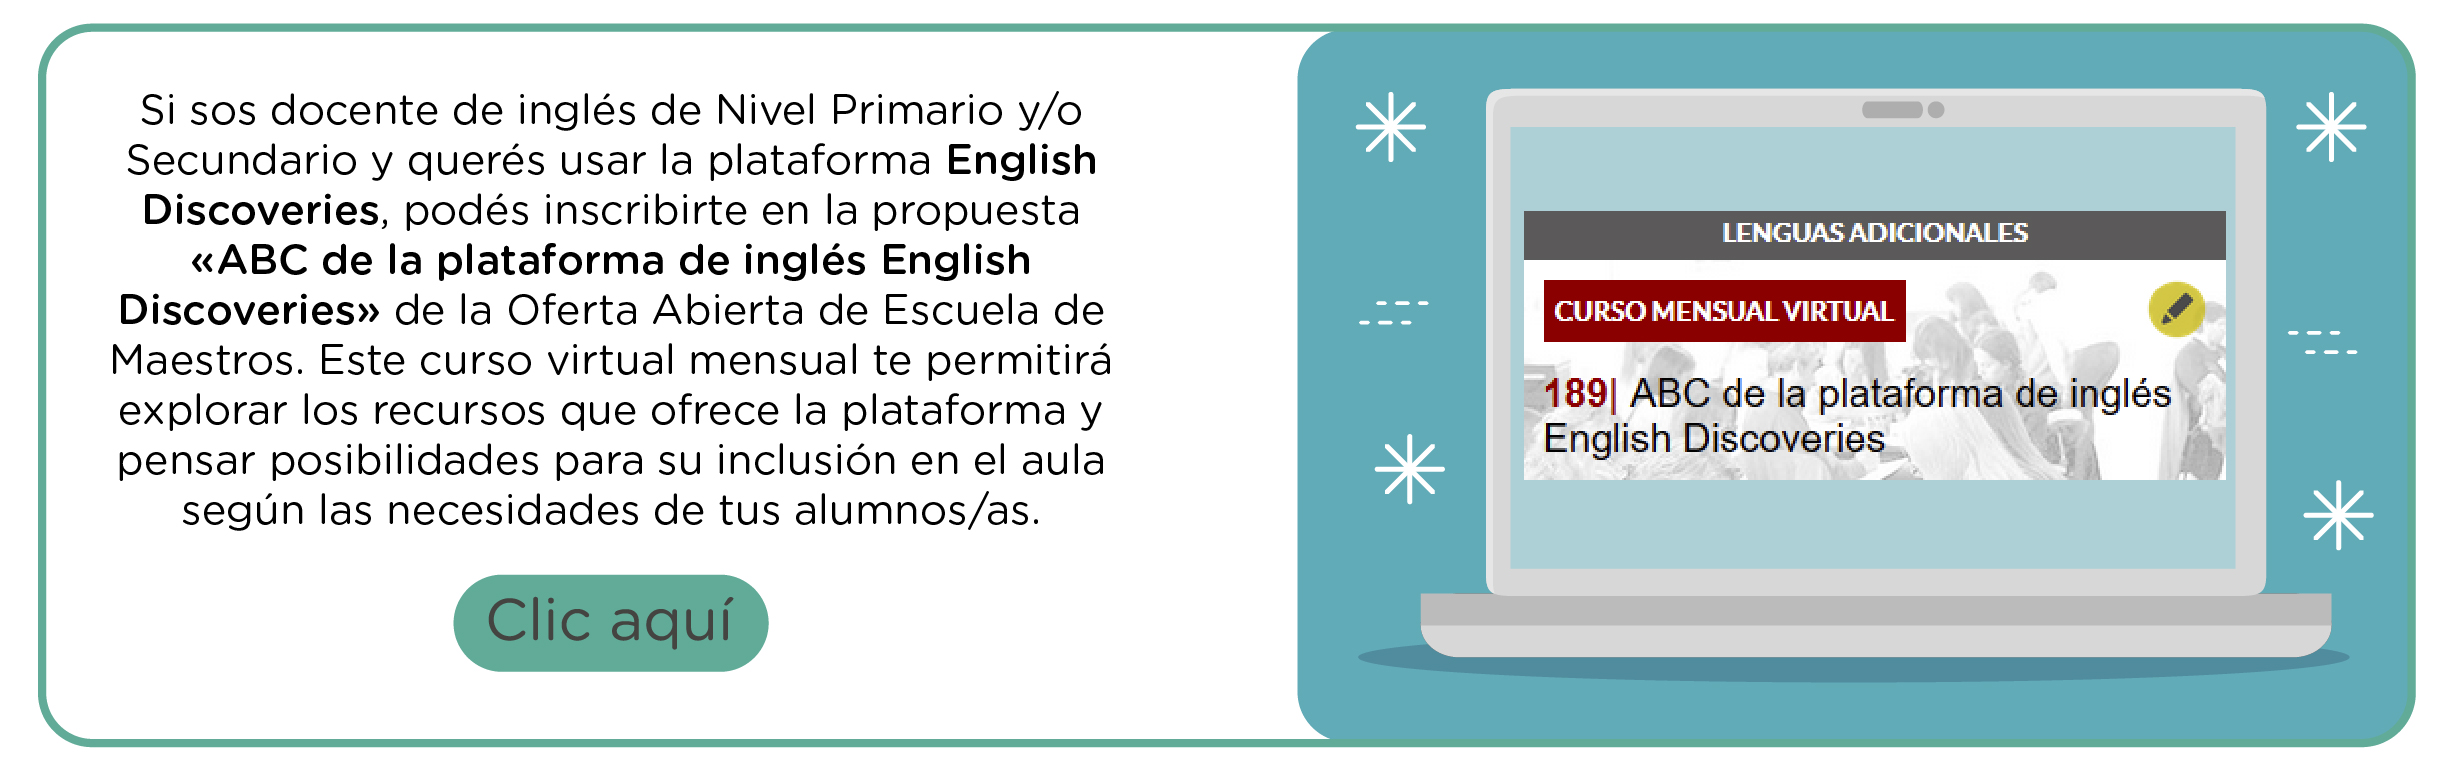 Si sos docente de inglés de Nivel Primario y/o
Secundario y querés usar la plataforma English
Discoveries, podés inscribirte en la propuesta
«ABC de la plataforma de inglés English
Discoveries» de la Oferta Abierta de Escuela de
Maestros. Este curso virtual mensual te permitirá
explorar los recursos que ofrece la plataforma y
pensar posibilidades para su inclusión en el aula
según las necesidades de tus alumnos/as.
Clic aquí
LENGUAS ADICIONALES
CURSO MENSUAL VIRTUAL
189| ABC de la plataforma de inglés
English Discoveries